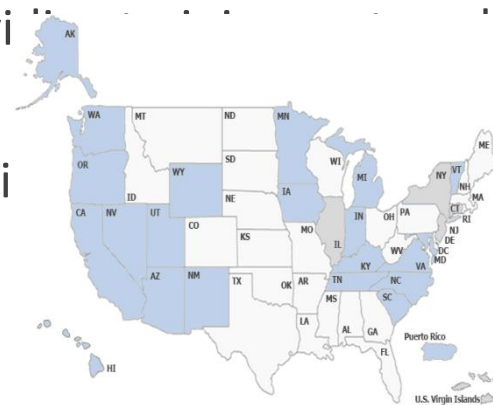 AK
WA
MT
ND
MN
ME
OR
ID
WY
SD
WI
MI
NY
VT
NH
MA
CT
RI
NE
IA
IN
OH
PA
NJ
DE
DC
MD
CA
NV
UT
CO
KS
MO
IL
KY
WV
VA
AZ
NM
TX
OK
AR
TN
NC
SC
MS
AL
GA
LA
FL
HI
Puerto Rico
U.S. Virgin Islands